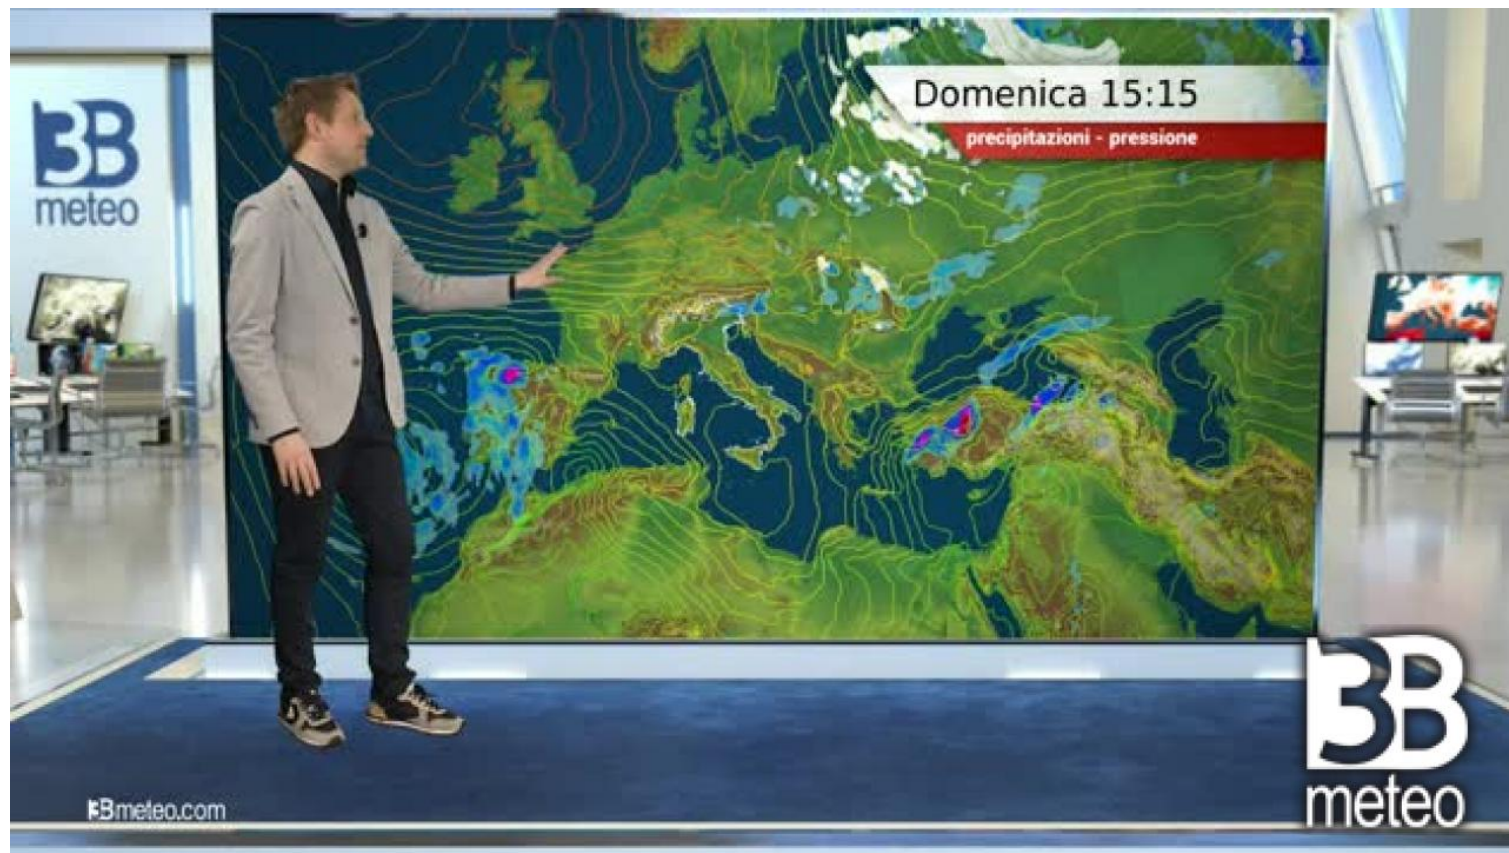 3B
meteo
Domenica 15:15
precipitazioni - pressione
3B
meteo
3Bmeteo.com